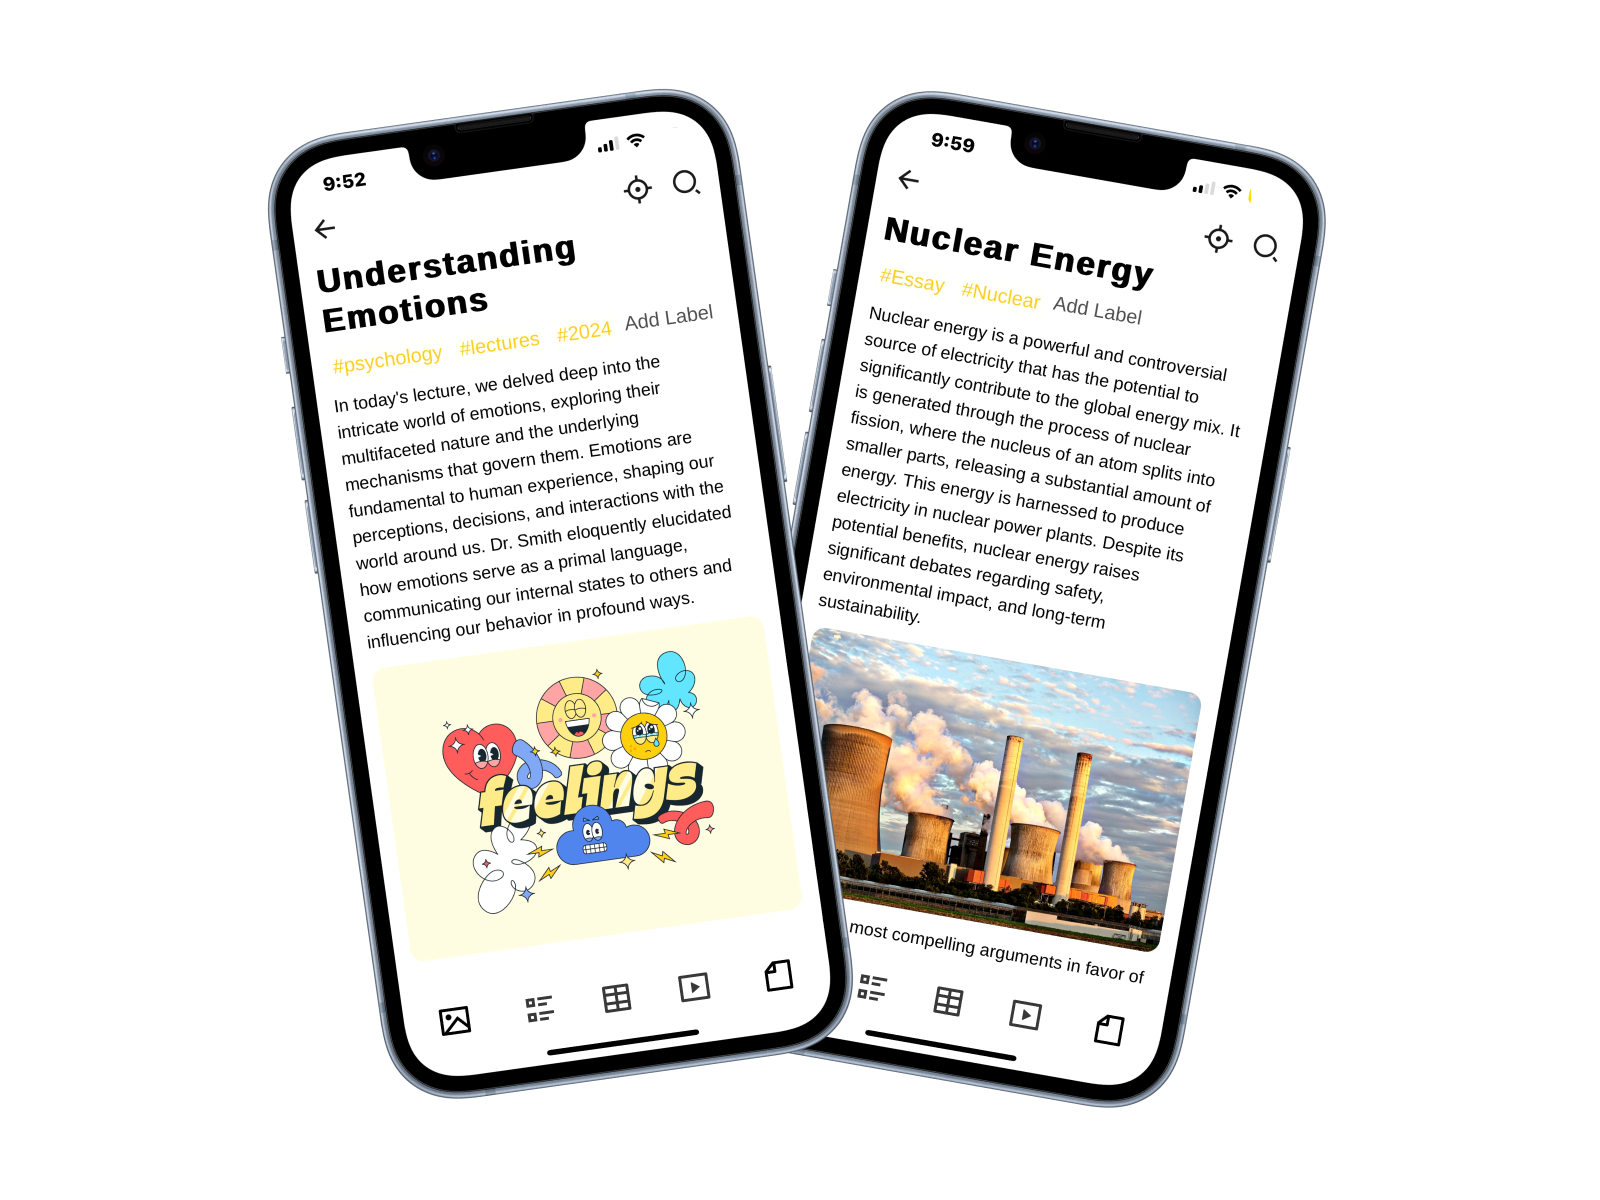 9:52
Understanding
Emotions
#psychology #lectures #2024 Add Label
In today's lecture, we delved deep into the
intricate world of emotions, exploring their
multifaceted nature and the underlying
mechanisms that govern them. Emotions are
fundamental to human experience, shaping our
perceptions, decisions, and interactions with the
world around us. Dr. Smith eloquently elucidated
how emotions serve as a primal language,
communicating our internal states to others and
influencing our behavior in profound ways.
feelings
9:59
Nuclear Energy
#Essay #Nuclear Add Label
Nuclear energy is a powerful and controversial
source of electricity that has the potential to
significantly contribute to the global energy mix. It
is generated through the process of nuclear
fission, where the nucleus of an atom splits into
smaller parts, releasing a substantial amount of
energy. This energy is harnessed to produce
electricity in nuclear power plants. Despite its
potential benefits, nuclear energy raises
significant debates regarding safety,
environmental impact, and long-term
sustainability.
most compelling arguments in favor of